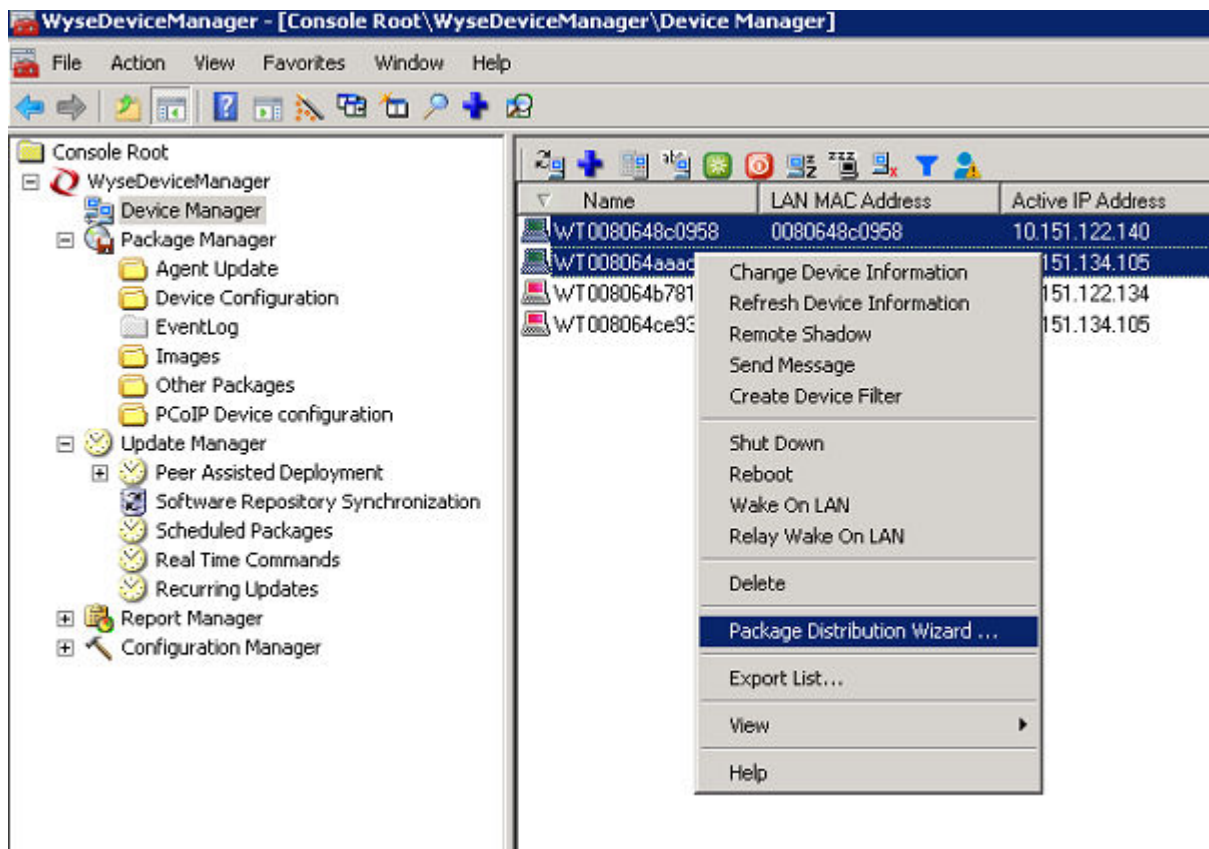 WyseDeviceManager - [Console Root\WyseDeviceManager\Device Manager]
File Action View Favorites Window Help
Console Root
WyseDeviceManager
Device Manager
Package Manager
Agent Update
Device Configuration
EventLog
Images
Other Packages
PCoIP Device configuration
Update Manager
Peer Assisted Deployment
Software Repository Synchronization
Scheduled Packages
Real Time Commands
Recurring Updates
Report Manager
Configuration Manager
Name LAN MAC Address Active IP Address
WT0080648c0958 0080648c0958 10.151.122.140
WT008064aaac 151.134.105
WT008064b781 151.122.134
WT008064ce93 151.134.105
Change Device Information
Refresh Device Information
Remote Shadow
Send Message
Create Device Filter
Shut Down
Reboot
Wake On LAN
Relay Wake On LAN
Delete
Package Distribution Wizard ...
Export List...
View
Help